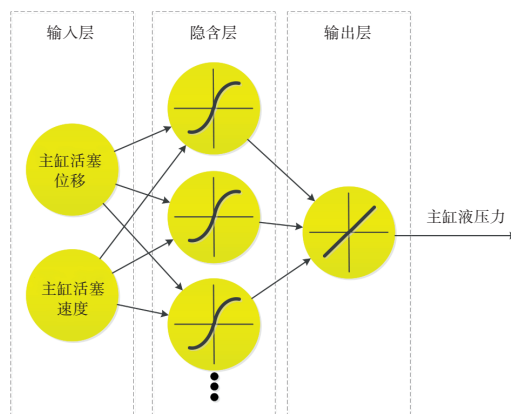 输入层
隐含层
输出层
主缸活塞
位移
主缸活塞
速度
主缸液压力